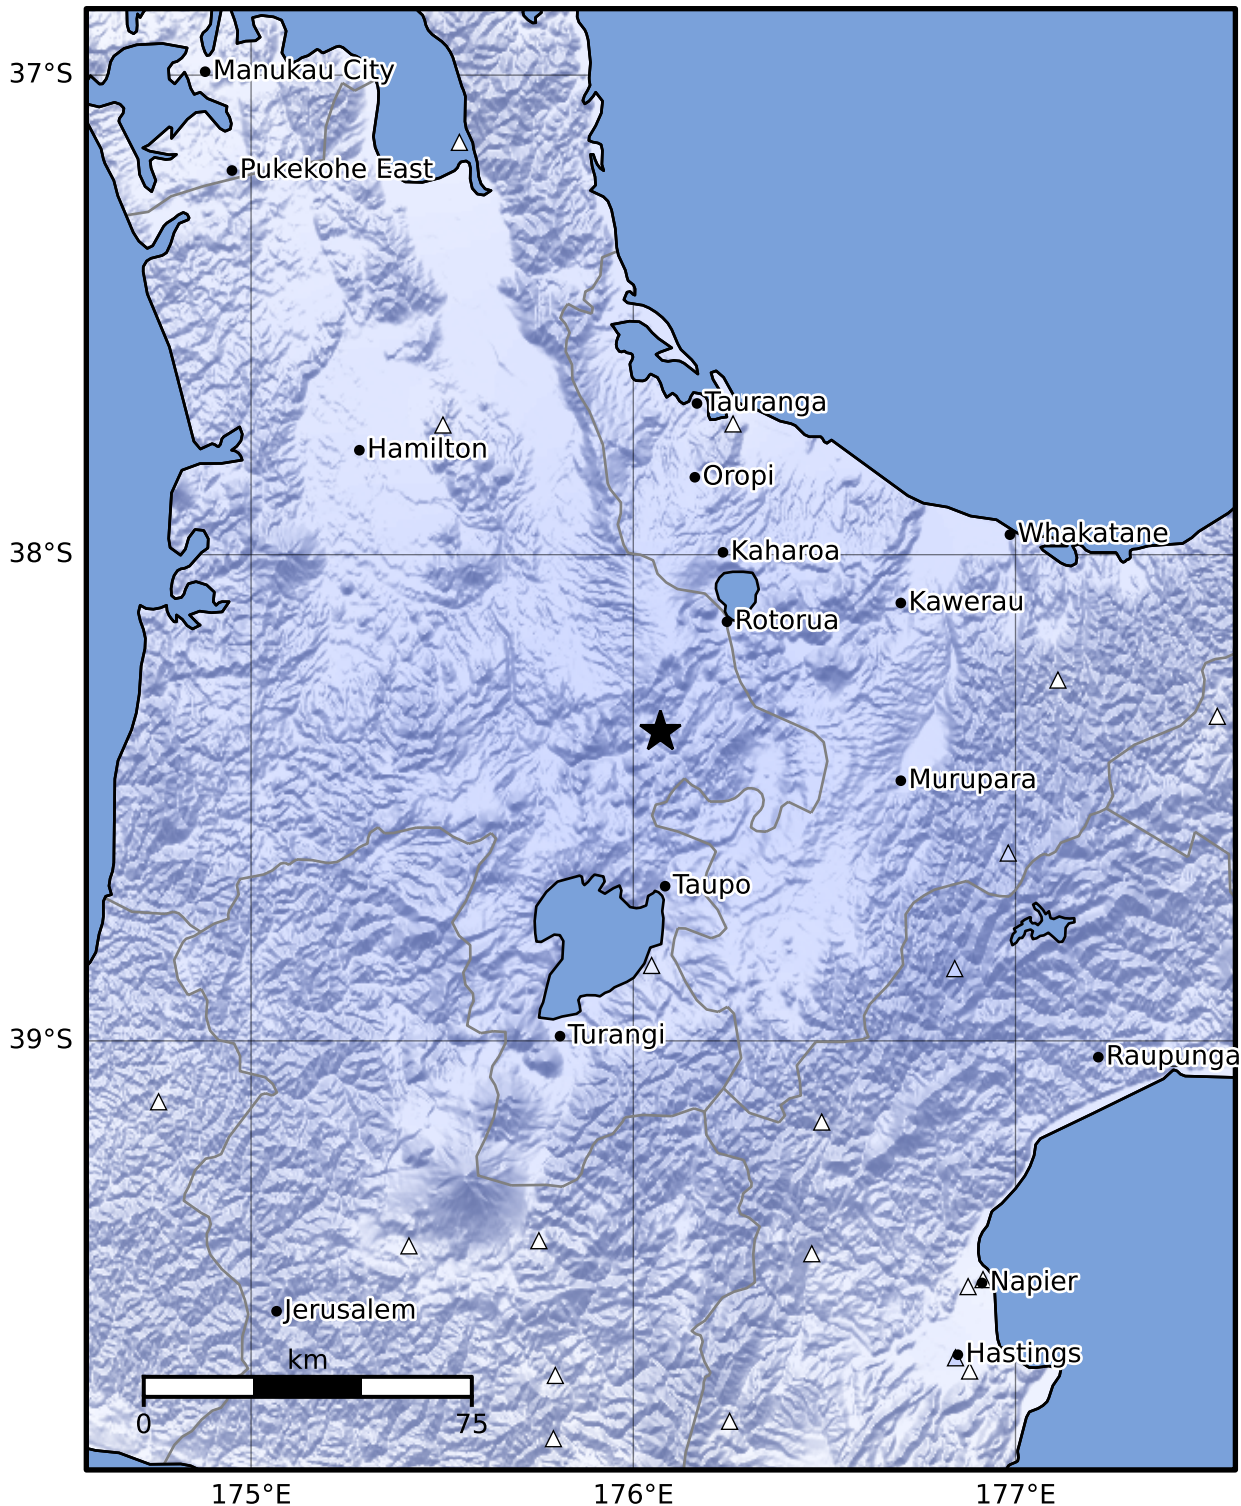 37°S
Manukau City
Pukekohe East
Tauranga
Hamilton
Oropi
Whakatane
38°S
Kaharoa
Kawerau
Rotorua
Murupara
Taupo
39°S
Turangi
Raupunga
Napier
Jerusalem
Hastings
km
0
75
175°E
176°E
177°E